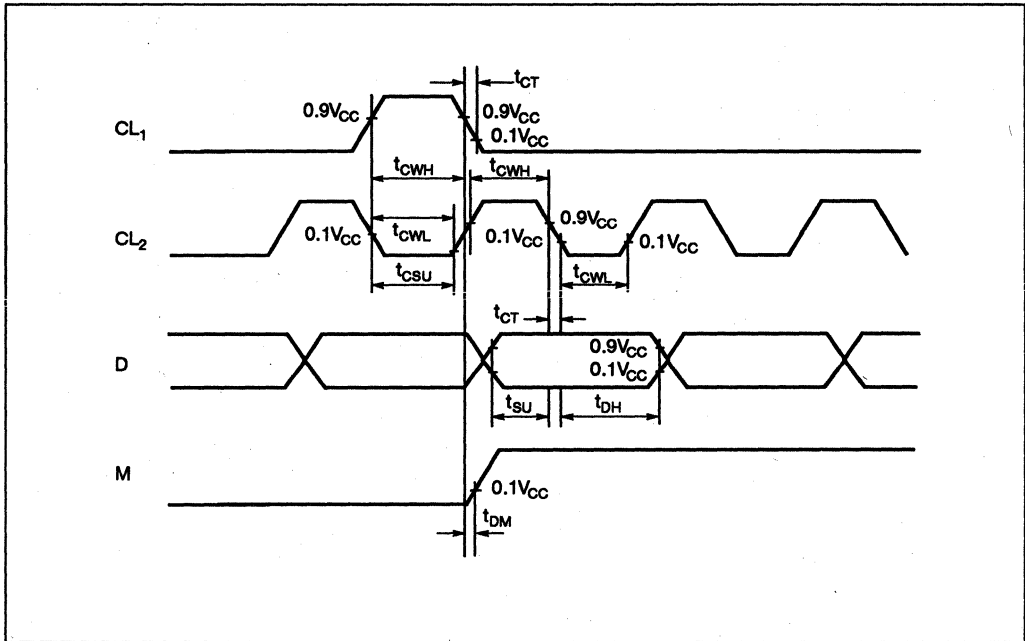 t_CT
0.9V_CC 0.9V_CC
CL_1
0.1V_CC
t_CWH t_CWH
0.9V_CC
0.1V_CC t_CWL 0.1V_CC 0.1V_CC
CL_2
t_CSU t_CWL
t_CT
0.9V_CC
D
0.1V_CC
t_SU t_DH
M
0.1V_CC
t_DM